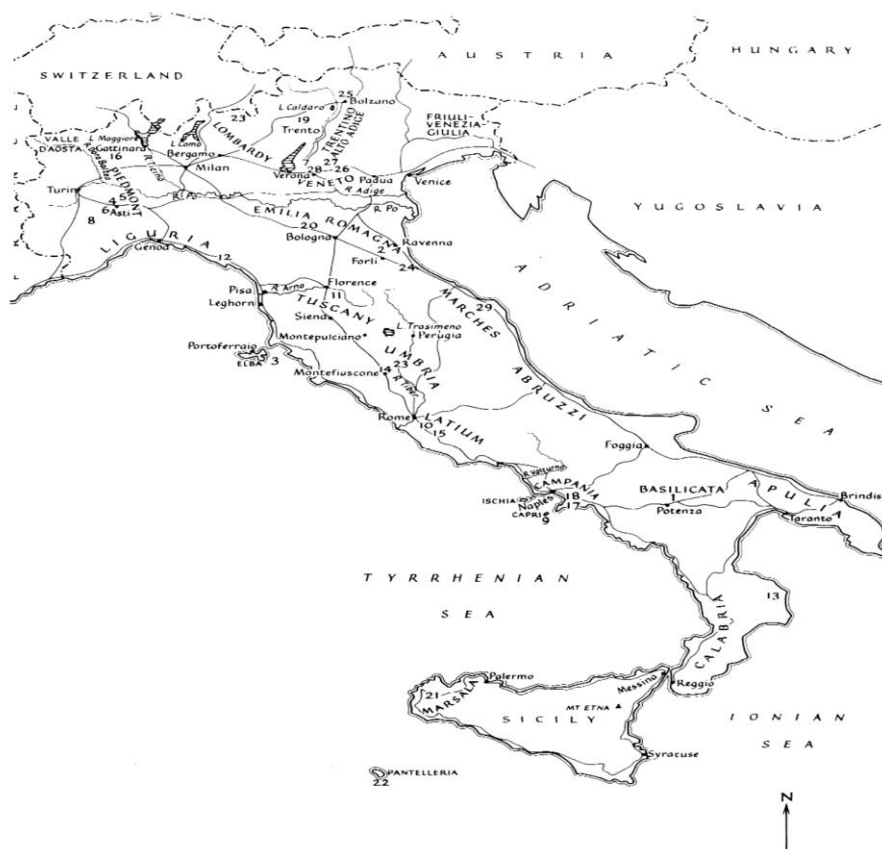 AUSTRIA
HUNGARY
SWITZERLAND
25
Bolzano
L. Caldaro
23
19
Trento
TRENTINO
ALTO ADIGE
FRIULI-
VENEZIA-
GIULIA
L. Maggiore
L. Como
LOMBARDY
VALLE
D'AOSTA
Gattinara
16
Bergamo
R. Ticino
R. Dora Baltea
Milan
7
27
28
26
Verona
VENETO
Padua
R. Adige
Venice
Turin
PIEDMONT
5
4
6
Asti
8
R. Po
R. Po
YUGOSLAVIA
EMILIA ROMAGNA
20
Bologna
2
Ravenna
Forli
24
LIGURIA
Genoa
12
ADRIATIC SEA
Pisa
R. Arno
Florence
11
Leghorn
TUSCANY
MARCHES
29
Siena
L. Trasimeno
Montepulciano
Perugia
UMBRIA
Portoferraio
ELBA
3
Montefiascone
14
23
R. Tiber
ABRUZZI
Rome
10
15
LATIUM
Foggia
R. Volturno
CAMPANIA
ISCHIA
Naples
18
17
CAPRI
9
BASILICATA
1
Potenza
APULIA
Brindisi
Taranto
TYRRHENIAN
SEA
13
CALABRIA
Palermo
Messina
Reggio
21
MARSALA
MT ETNA
SICILY
IONIAN
SEA
Syracuse
PANTELLERIA
22
N